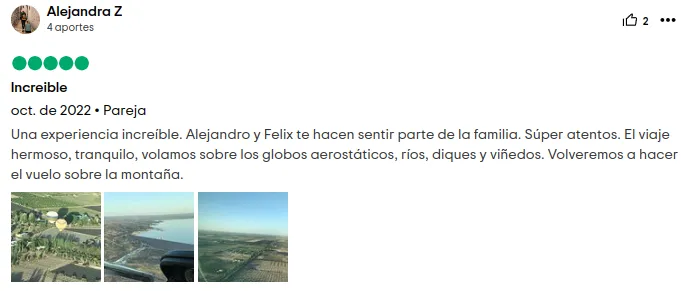 Alejandra Z
4 aportes
2
Increible
oct. de 2022 • Pareja
Una experiencia increíble. Alejandro y Felix te hacen sentir parte de la familia. Súper atentos. El viaje
hermoso, tranquilo, volamos sobre los globos aerostáticos, ríos, diques y viñedos. Volveremos a hacer
el vuelo sobre la montaña.